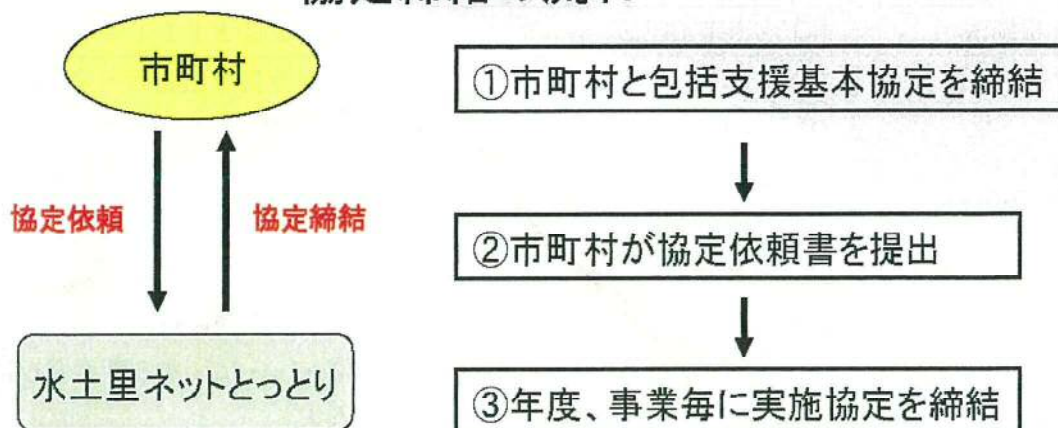 市町村
協定依頼
協定締結
水土里ネットとっとり
①市町村と包括支援基本協定を締結
②市町村が協定依頼書を提出
③年度、事業毎に実施協定を締結